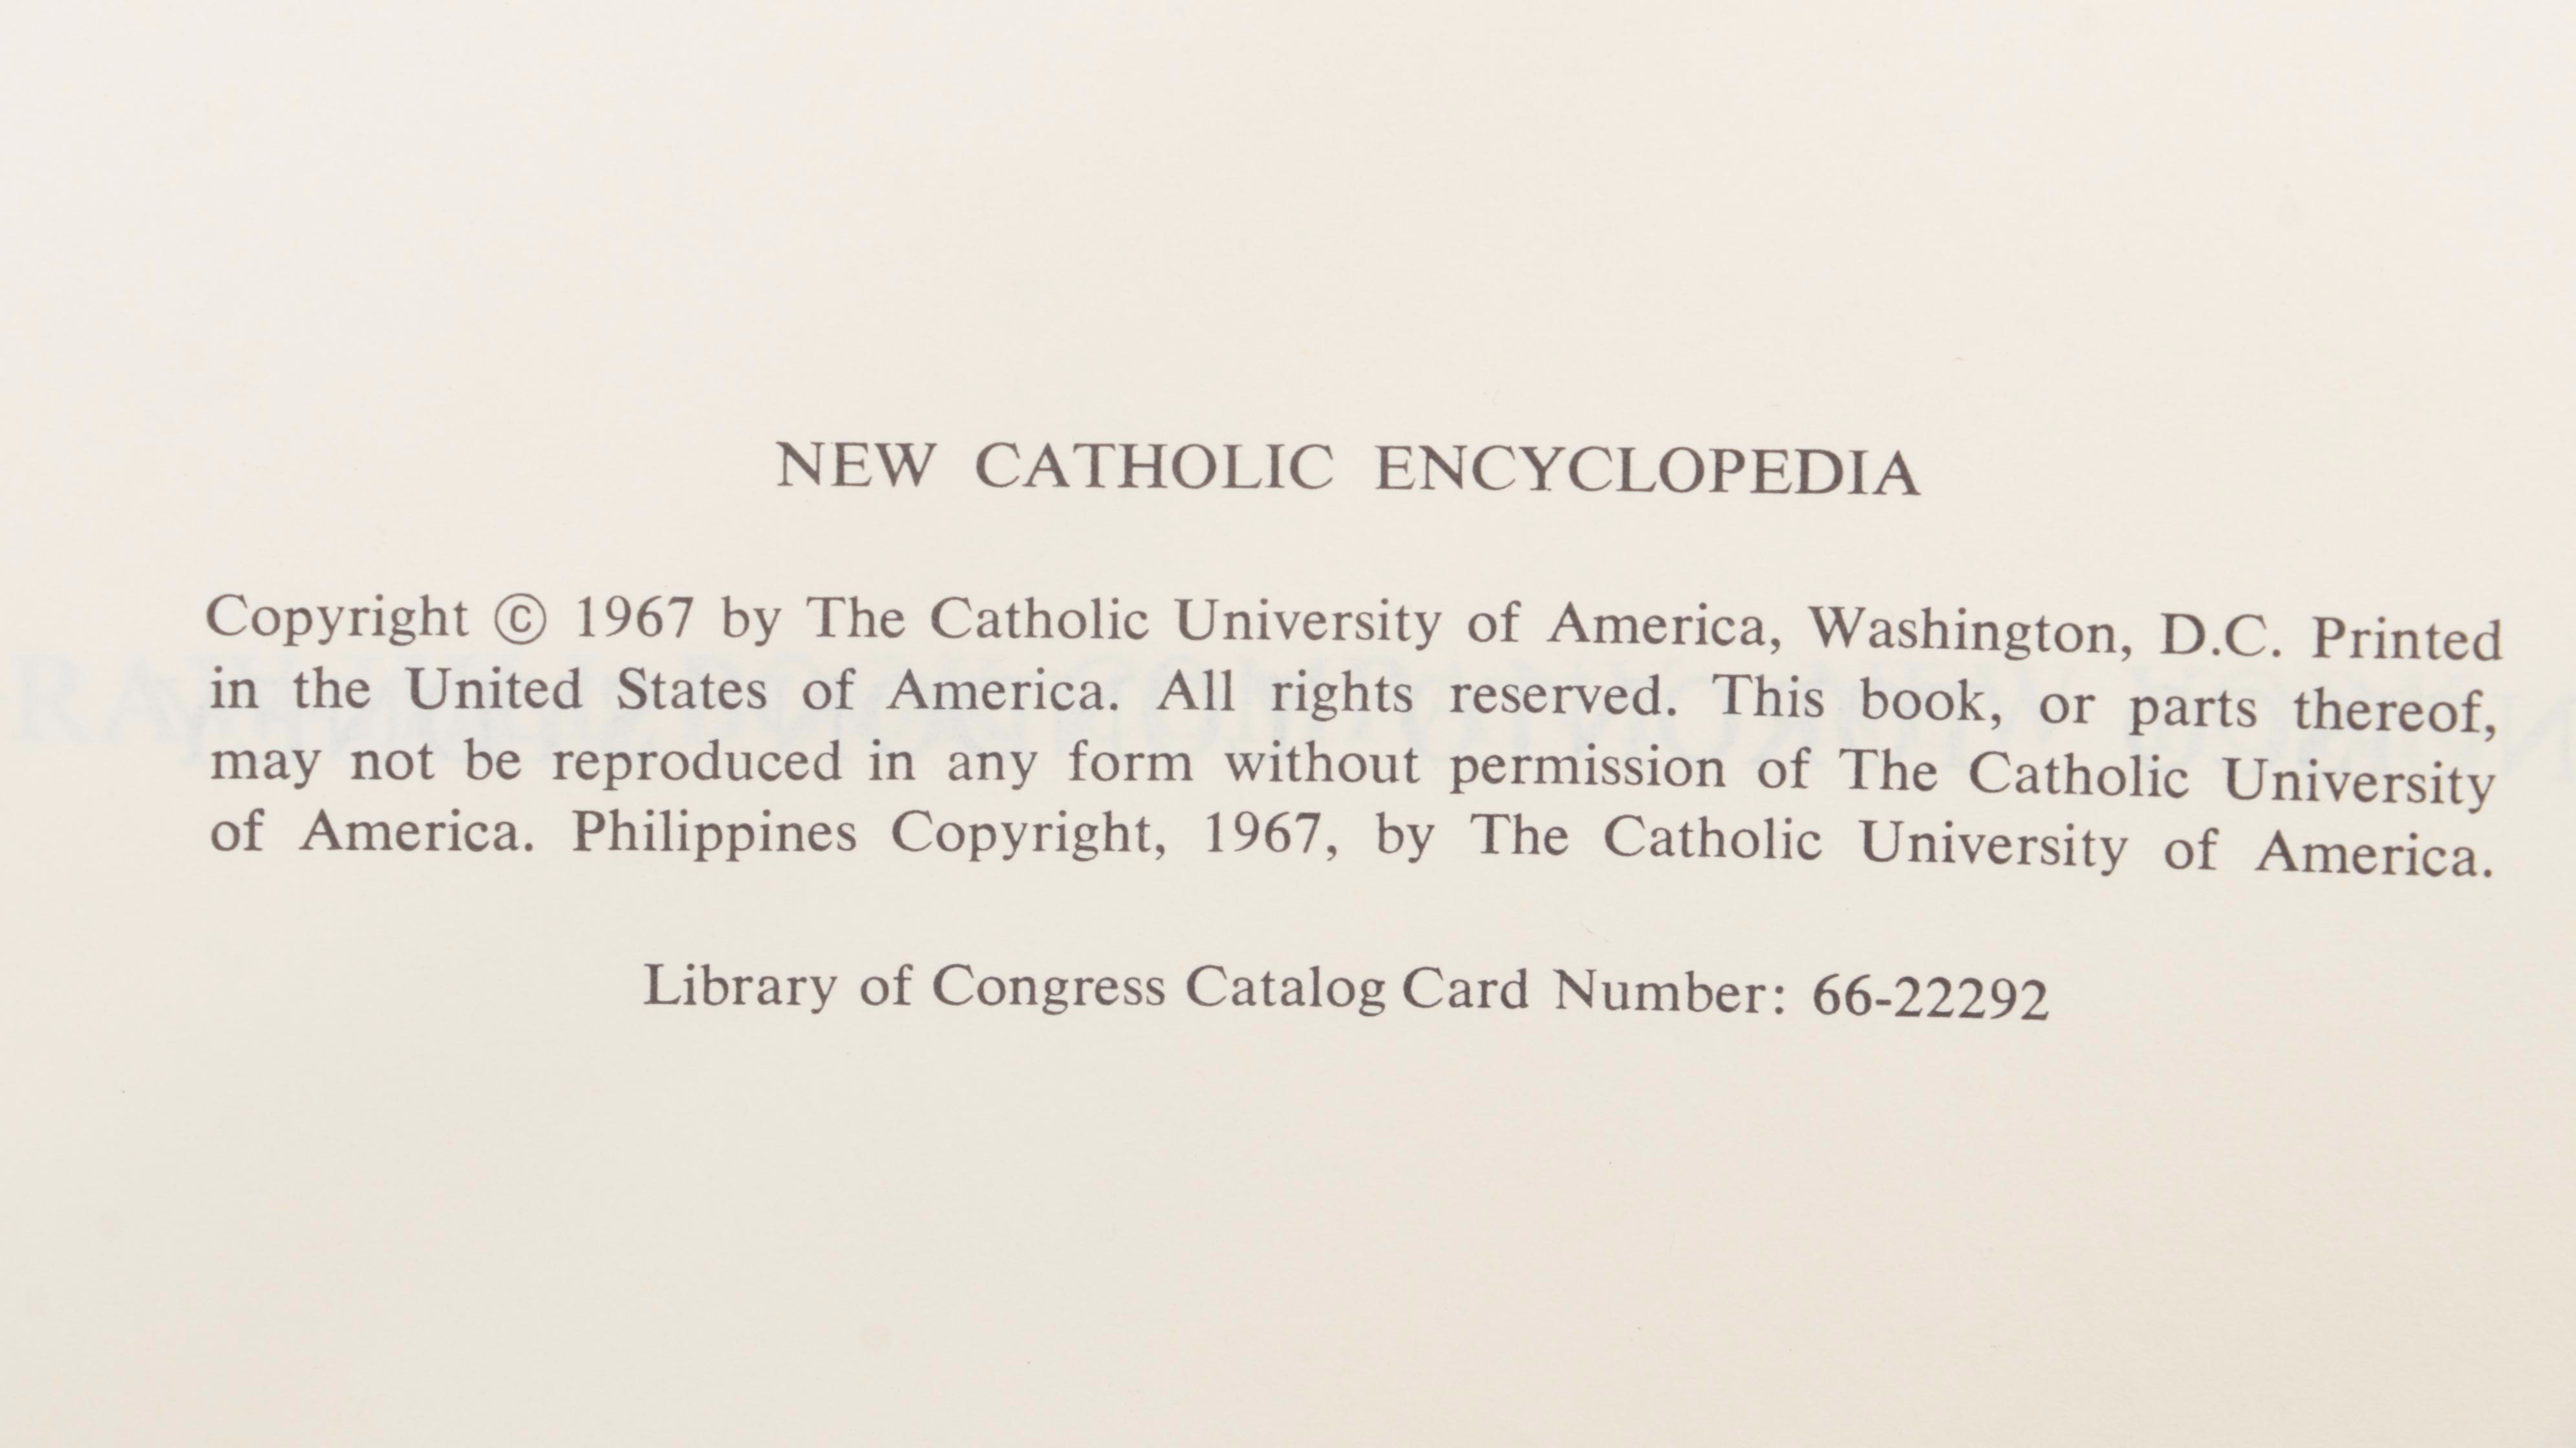 NEW CATHOLIC ENCYCLOPEDIA
Copyright © 1967 by The Catholic University of America, Washington, D.C. Printed
in the United States of America. All rights reserved. This book, or parts thereof,
may not be reproduced in any form without permission of The Catholic University
of America. Philippines Copyright, 1967, by The Catholic University of America.
Library of Congress Catalog Card Number: 66-22292